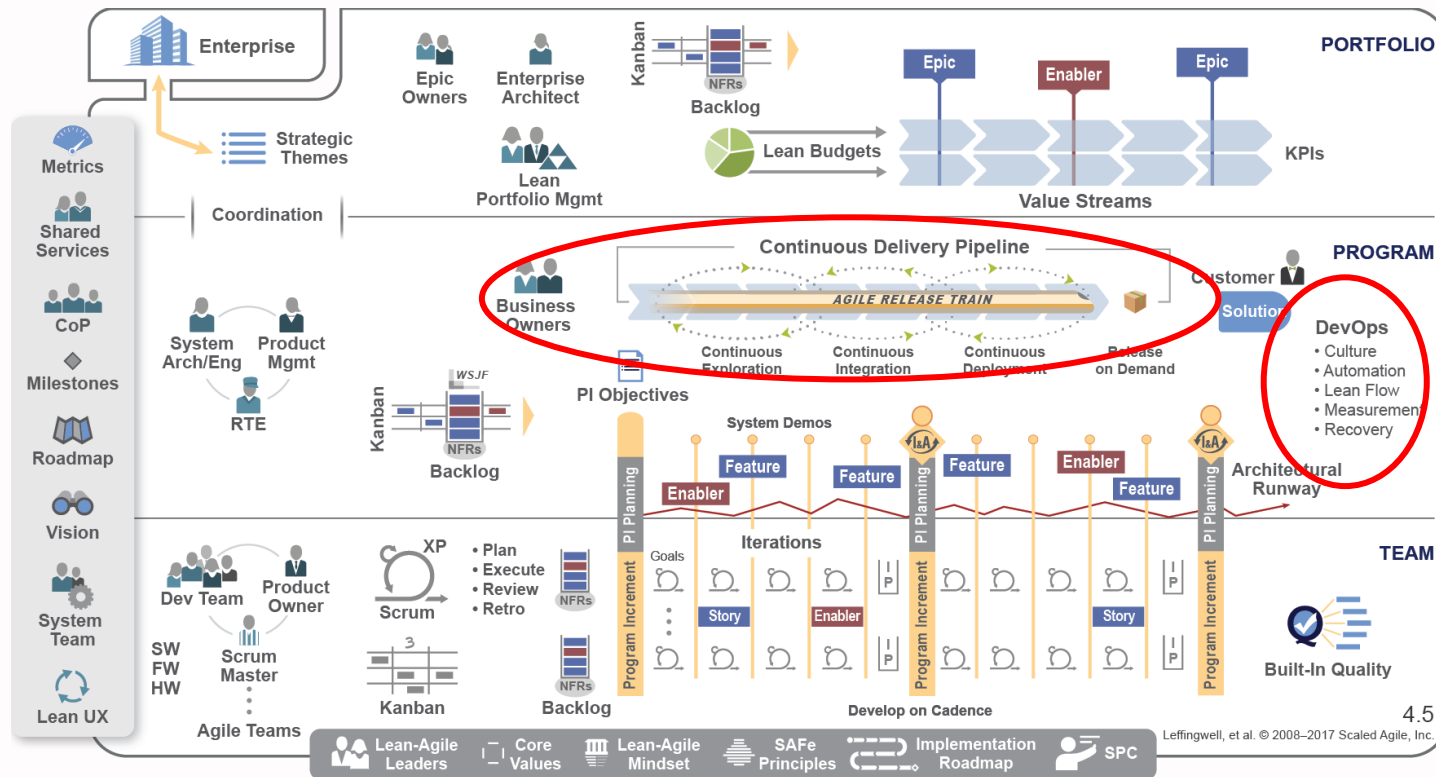 Enterprise
Epic
Owners
Enterprise
Architect
Kanban
NFRs
Backlog
Epic
Enabler
Epic
PORTFOLIO
Strategic
Themes
Lean
Portfolio Mgmt
Lean Budgets
KPIs
Value Streams
Metrics
Shared
Services
CoP
Milestones
Roadmap
Vision
System
Team
Lean UX
Coordination
Continuous Delivery Pipeline
PROGRAM
Business
Owners
AGILE RELEASE TRAIN
Customer
Solution
System
Arch/Eng
Product
Mgmt
RTE
Continuous
Exploration
Continuous
Integration
Continuous
Deployment
Release
on Demand
DevOps
• Culture
• Automation
• Lean Flow
• Measurement
• Recovery
Kanban
WSJF
NFRs
Backlog
PI Objectives
System Demos
I&A
I&A
Enabler
Feature
Feature
Feature
Enabler
Feature
Architectural
Runway
PI Planning
PI Planning
PI Planning
TEAM
Dev Team
Product
Owner
Scrum
Master
SW
FW
HW
Agile Teams
XP
Scrum
• Plan
• Execute
• Review
• Retro
3
Kanban
NFRs
NFRs
Backlog
Program Increment
Program Increment
Program Increment
Iterations
Goals
Story
Enabler
Story
I
P
I
P
I
P
I
P
Develop on Cadence
Built-In Quality
4.5
Leffingwell, et al. © 2008–2017 Scaled Agile, Inc.
Lean-Agile
Leaders
Core
Values
Lean-Agile
Mindset
SAFe
Principles
Implementation
Roadmap
SPC